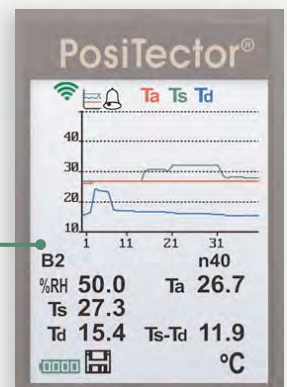 PosiTector®
Ta Ts Td
40
30
20
10
1 11 21 31
B2 n40
%RH 50.0 Ta 26.7
Ts 27.3
Td 15.4 Ts-Td 11.9
°C